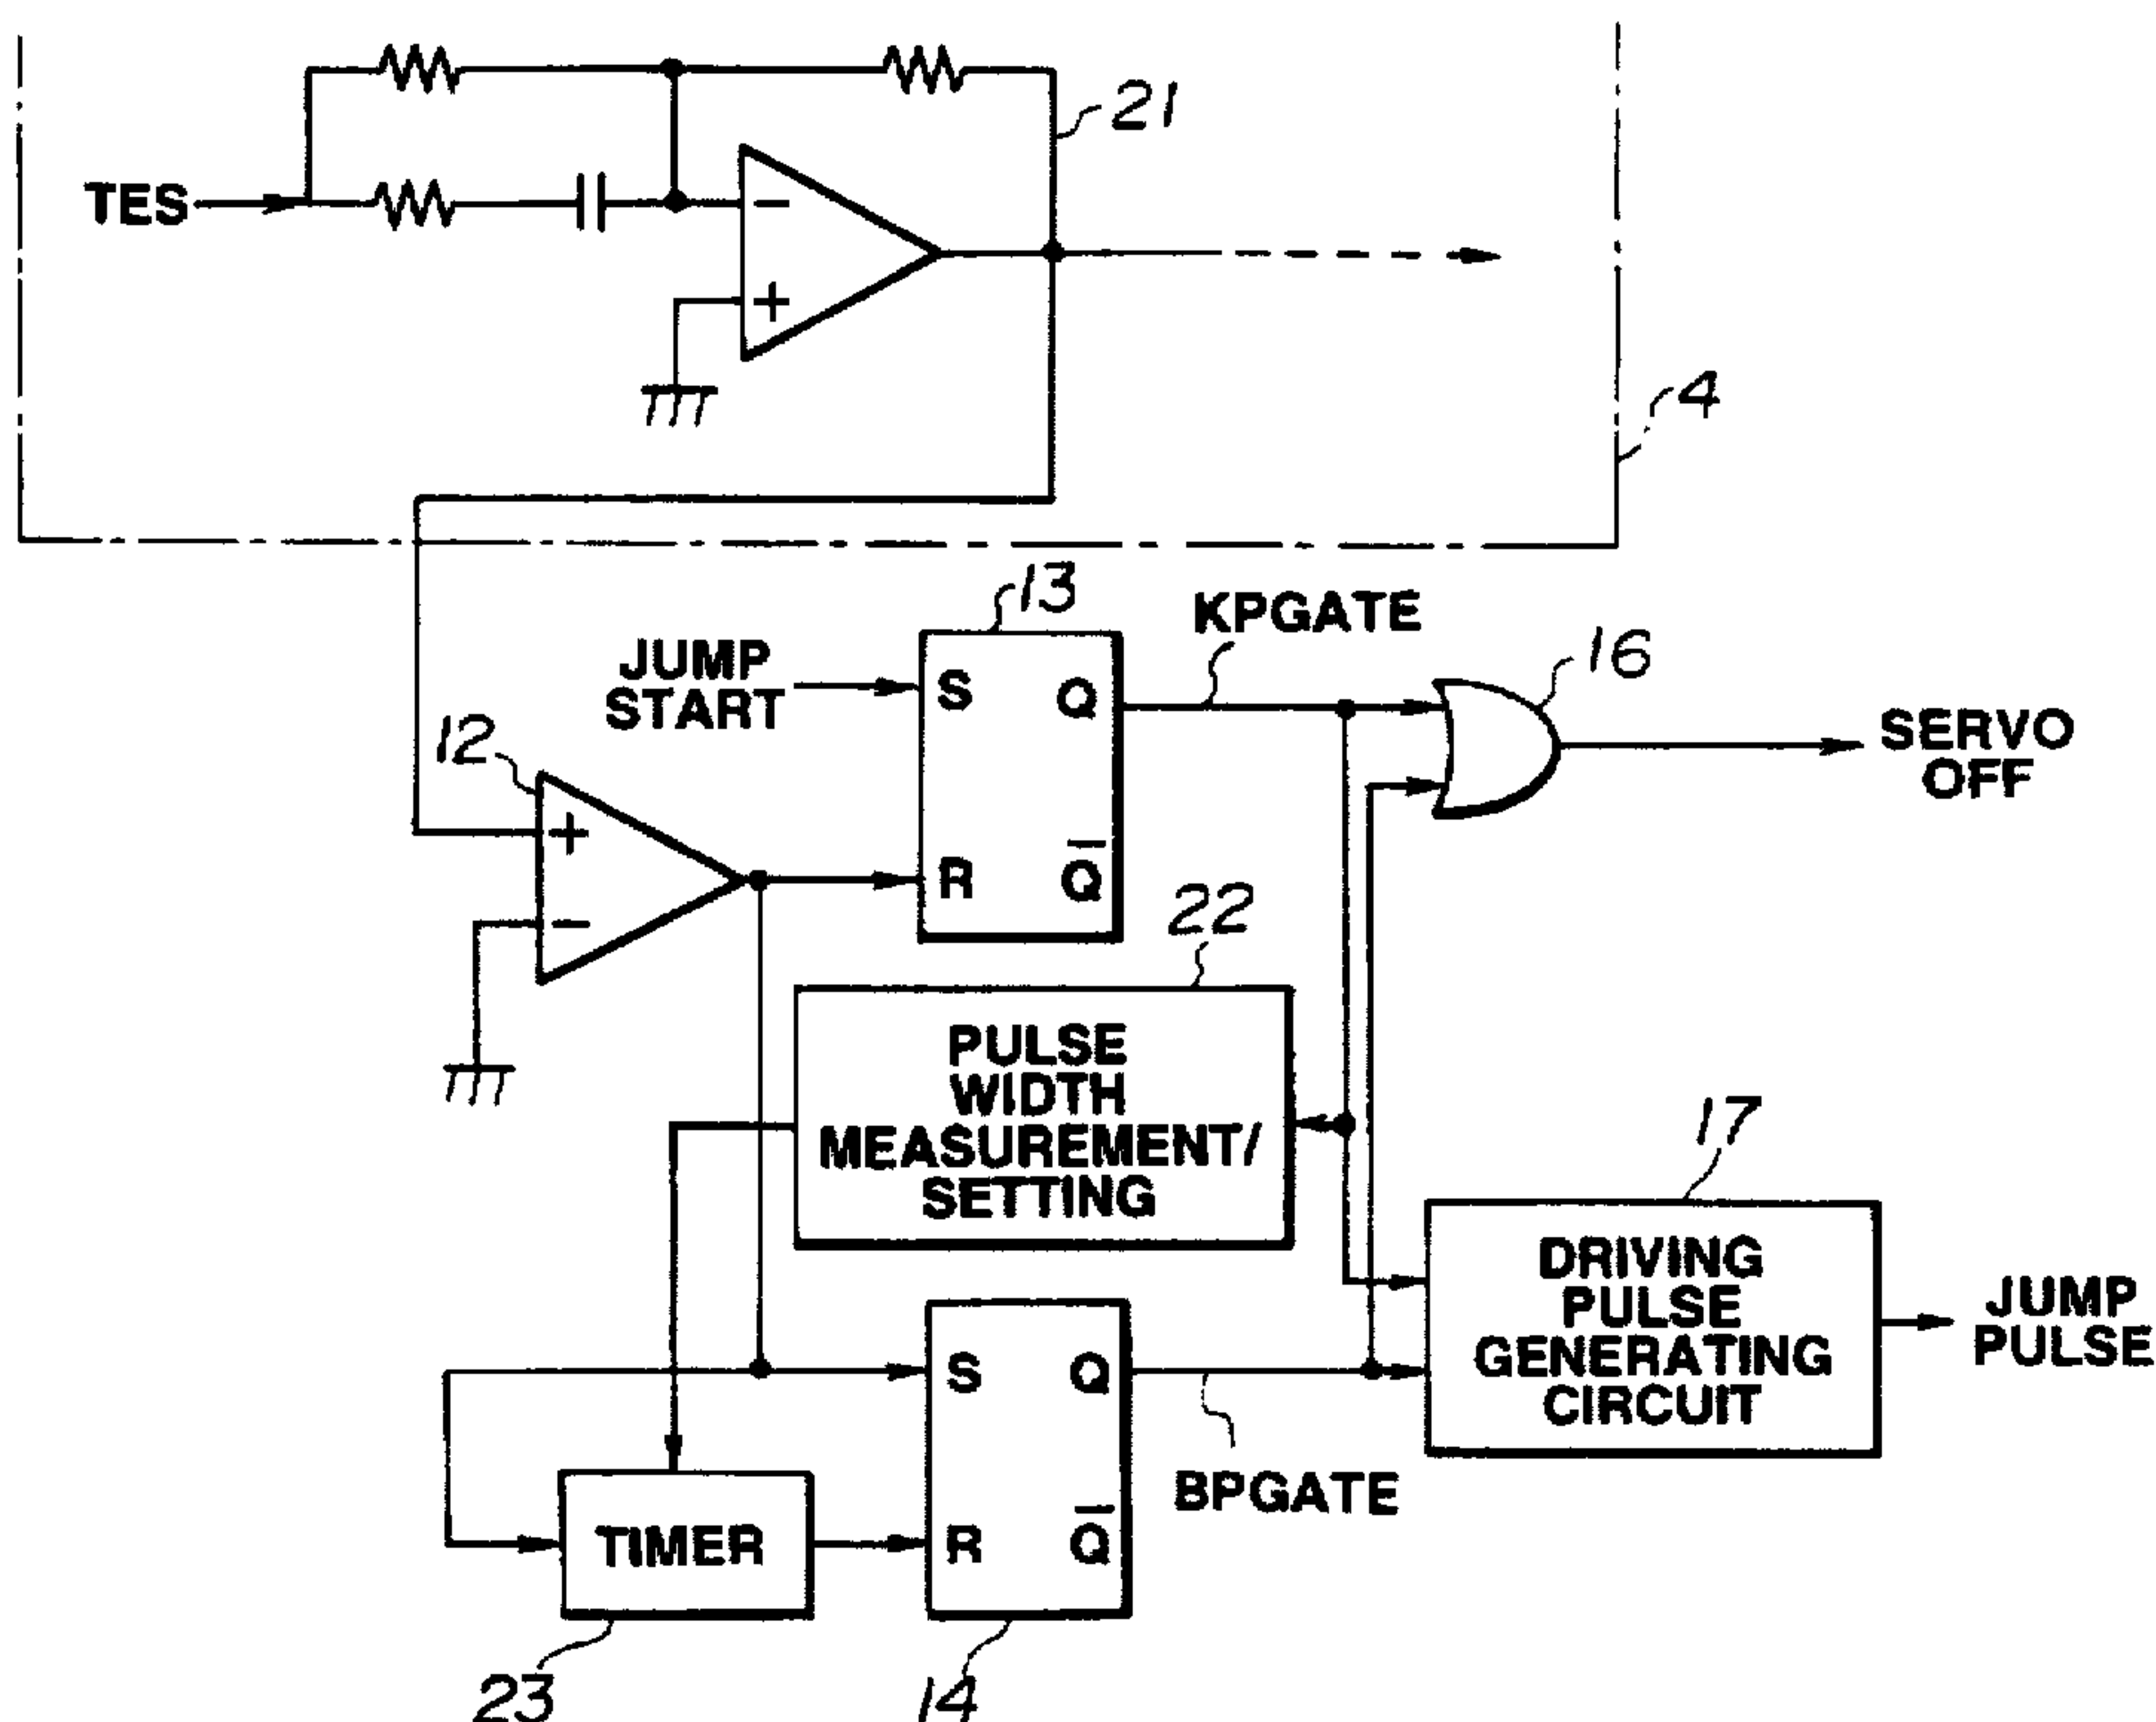 21
TES
−
+
4
13
KPGATE
16
JUMP
START
S
Q
SERVO
OFF
12
+
−
R
Q̅
22
PULSE
WIDTH
MEASUREMENT/
SETTING
17
DRIVING
PULSE
GENERATING
CIRCUIT
JUMP
PULSE
S
Q
BPGATE
TIMER
R
Q̅
23
14